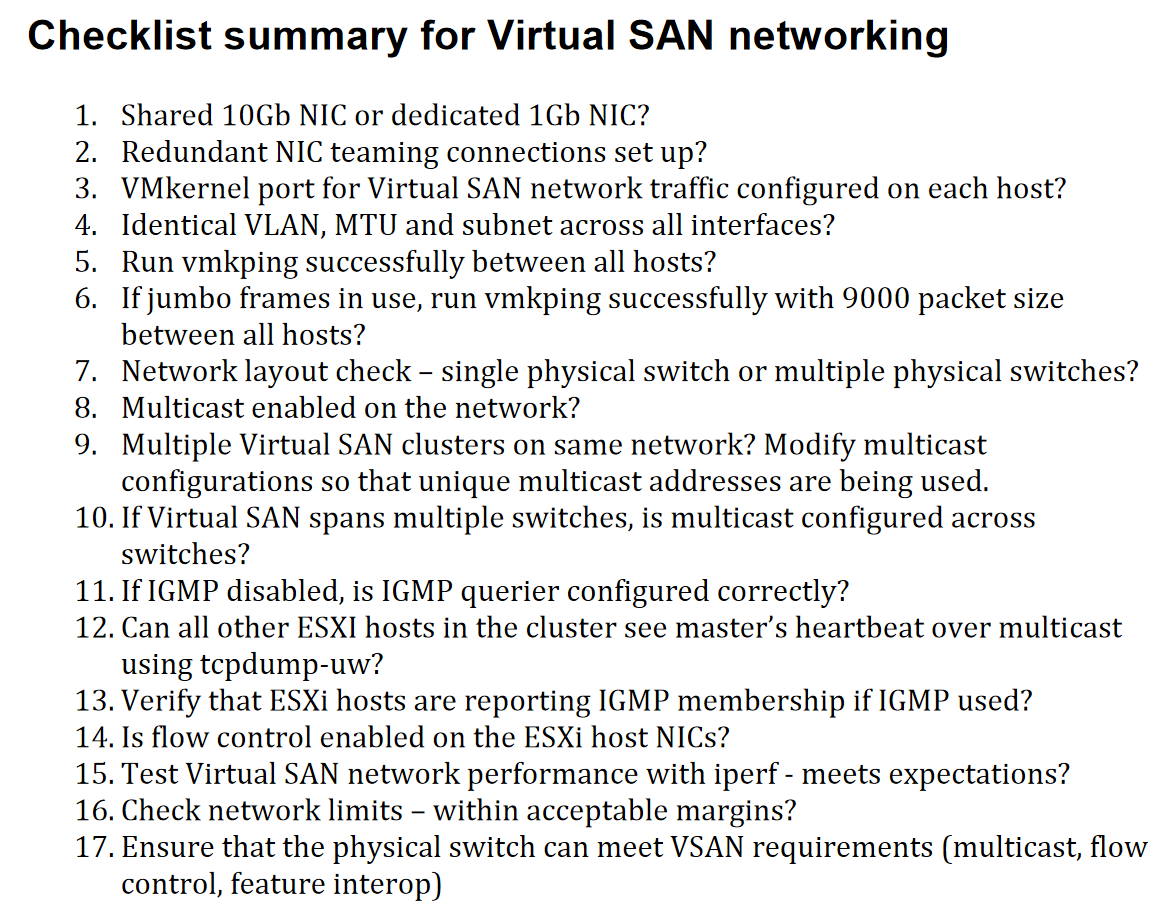 Checklist summary for Virtual SAN networking
1. Shared 10Gb NIC or dedicated 1Gb NIC?
2. Redundant NIC teaming connections set up?
3. VMkernel port for Virtual SAN network traffic configured on each host?
4. Identical VLAN, MTU and subnet across all interfaces?
5. Run vmkping successfully between all hosts?
6. If jumbo frames in use, run vmkping successfully with 9000 packet size
between all hosts?
7. Network layout check – single physical switch or multiple physical switches?
8. Multicast enabled on the network?
9. Multiple Virtual SAN clusters on same network? Modify multicast
configurations so that unique multicast addresses are being used.
10. If Virtual SAN spans multiple switches, is multicast configured across
switches?
11. If IGMP disabled, is IGMP querier configured correctly?
12. Can all other ESXI hosts in the cluster see master’s heartbeat over multicast
using tcpdump-uw?
13. Verify that ESXi hosts are reporting IGMP membership if IGMP used?
14. Is flow control enabled on the ESXi host NICs?
15. Test Virtual SAN network performance with iperf - meets expectations?
16. Check network limits – within acceptable margins?
17. Ensure that the physical switch can meet VSAN requirements (multicast, flow
control, feature interop)